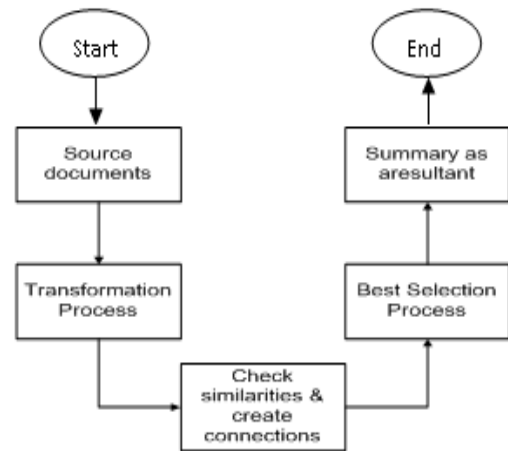 Start
Source
documents
Transformation
Process
Check
similarities &
create
connections
Best Selection
Process
Summary as
aresultant
End